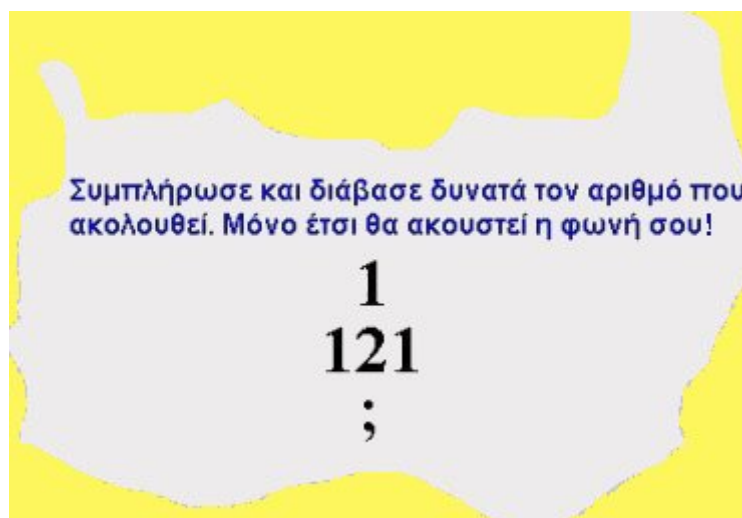 Συμπλήρωσε και διάβασε δυνατά τον αριθμό που
ακολουθεί. Μόνο έτσι θα ακουστεί η φωνή σου!
1
121
;